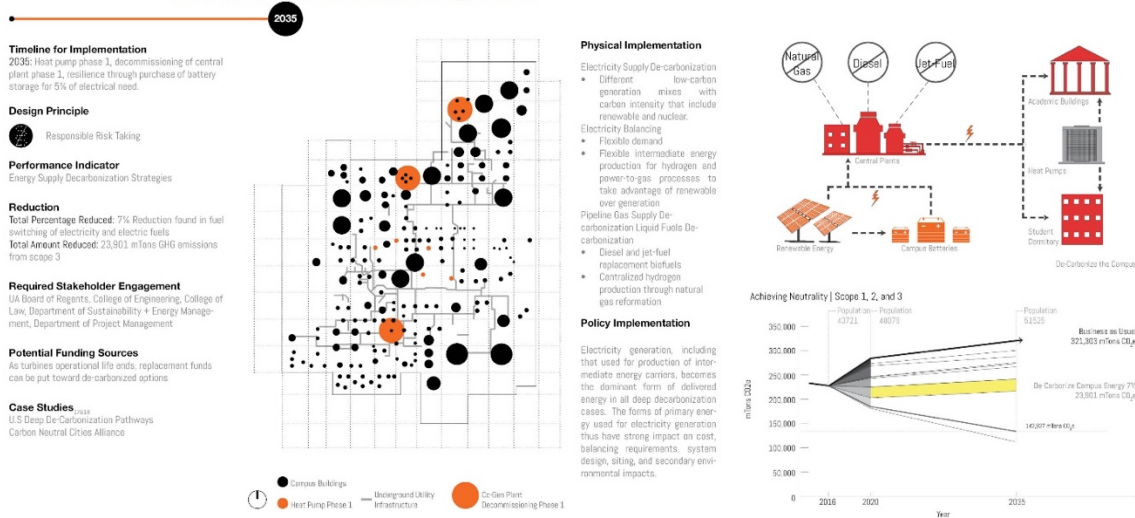 2035
Timeline for Implementation
2035: Heat pump phase 1, decommissioning of central
plant phase 1, resilience through purchase of battery
storage for 5% of electrical need.
Design Principle
Responsible Risk Taking
Performance Indicator
Energy Supply Decarbonization Strategies
Reduction
Total Percentage Reduced: 7% Reduction found in fuel
switching of electricity and electric fuels
Total Amount Reduced: 23,901 mTons GHG emissions
from scope 3
Required Stakeholder Engagement
UA Board of Regents, College of Engineering, College of
Law, Department of Sustainability + Energy Manage-
ment, Department of Project Management
Potential Funding Sources
As turbines operational life ends, replacement funds
can be put toward de-carbonized options
Case Studies
U.S Deep De-Carbonization Pathways
Carbon Neutral Cities Alliance
Campus Buildings
Heat Pump Phase 1
Underground Utility
Infrastructure
Co-Gen Plant
Decommissioning Phase 1
Physical Implementation
Electricity Supply De-carbonization
• Different low-carbon
generation mixes with
carbon intensity that include
renewable and nuclear.
Electricity Balancing
• Flexible demand
• Flexible intermediate energy
production for hydrogen and
power-to-gas processes to
take advantage of renewable
over generation
Pipeline Gas Supply De-
carbonization Liquid Fuels De-
carbonization
• Diesel and jet-fuel
replacement biofuels
• Centralized hydrogen
production through natural
gas reformation
Policy Implementation
Electricity generation, including
that used for production of inter-
mediate energy carriers, becomes
the dominant form of delivered
energy in all deep decarbonization
cases. The forms of primary ener-
gy used for electricity generation
thus have strong impact on cost,
balancing requirements, system
design, siting, and secondary envi-
ronmental impacts.
Natural
Gas
Diesel
Jet-Fuel
Central Plants
Renewable Energy
Campus Batteries
Academic Buildings
Heat Pumps
Student
Dormitory
De-Carbonize the Campus
Achieving Neutrality | Scope 1, 2, and 3
Population
43721
Population
48075
Population
51525
350,000
300,000
250,000
200,000
150,000
100,000
50,000
0
mTons CO2e
2016
2020
2035
Year
Business as Usual
321,303 mTons CO2e
De Carbonize Campus Energy 7%
23,901 mTons CO2e